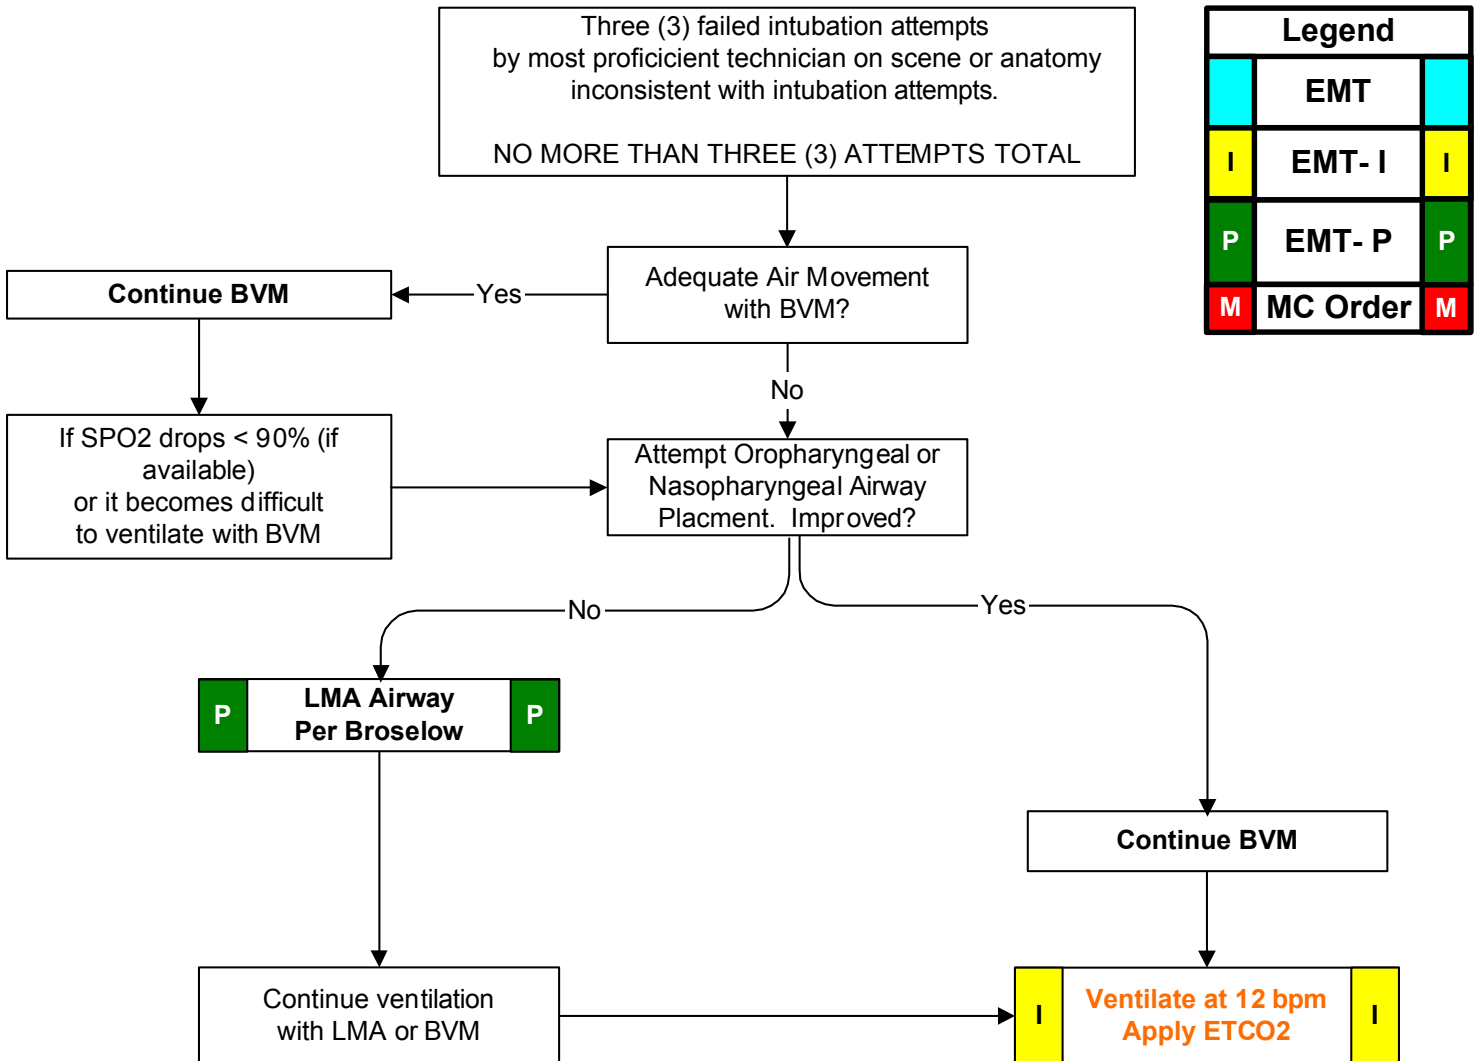 Three (3) failed intubation attempts
by most proficicient technician on scene or anatomy
inconsistent with intubation attempts.
NO MORE THAN THREE (3) ATTEMPTS TOTAL
Legend
EMT
I EMT- I I
P EMT- P P
M MC Order M
Adequate Air Movement
with BVM?
Yes
Continue BVM
No
If SPO2 drops < 90% (if
available)
or it becomes difficult
to ventilate with BVM
Attempt Oropharyngeal or
Nasopharyngeal Airway
Placment. Improved?
No
Yes
P LMA Airway P
Per Broselow
Continue BVM
Continue ventilation
with LMA or BVM
I Ventilate at 12 bpm I
Apply ETCO2